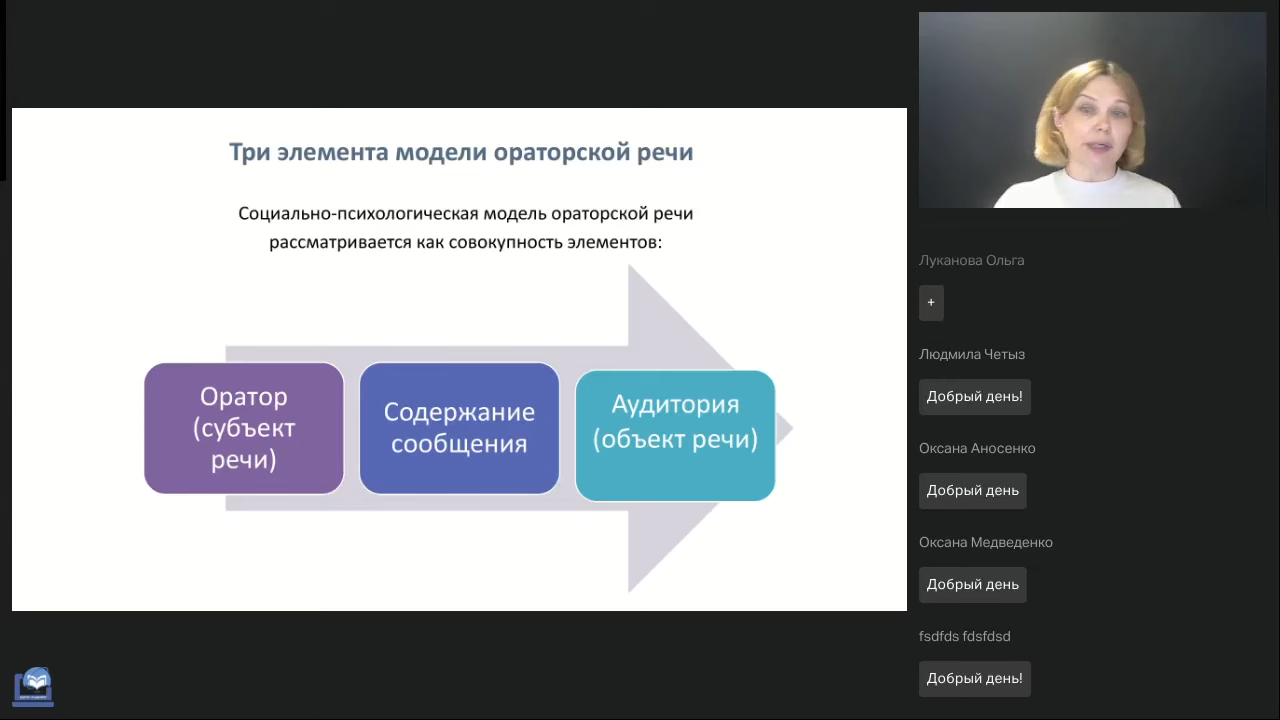 Три элемента модели ораторской речи
Социально-психологическая модель ораторской речи
рассматривается как совокупность элементов:
Оратор
(субъект
речи)
Содержание
сообщения
Аудитория
(объект речи)
Луканова Ольга
+
Людмила Четыз
Добрый день!
Оксана Аносенко
Добрый день
Оксана Медведенко
Добрый день
fsdfds fdsfdsd
Добрый день!